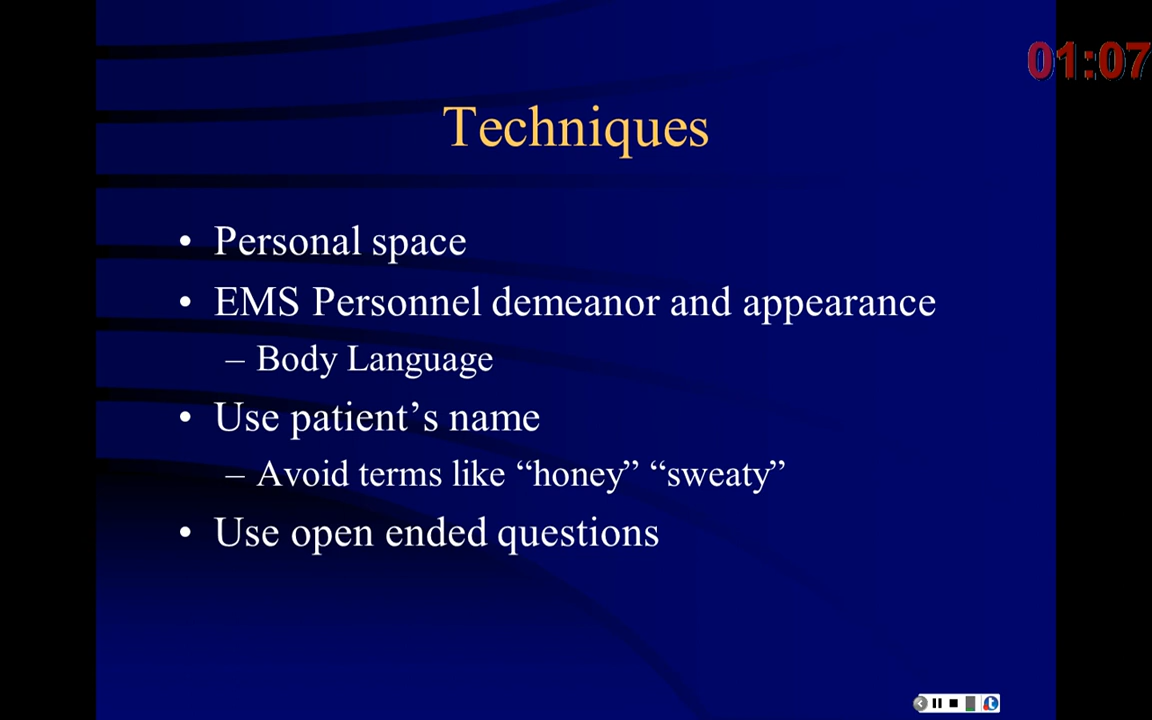 01:07
Techniques
• Personal space
• EMS Personnel demeanor and appearance
– Body Language
• Use patient’s name
– Avoid terms like “honey” “sweaty”
• Use open ended questions